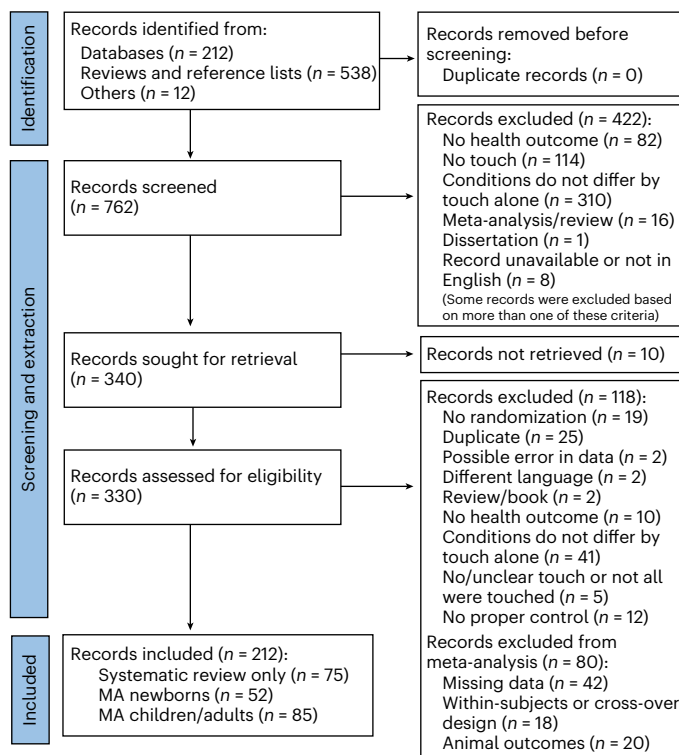 Identification
Records identified from:
Databases (n = 212)
Reviews and reference lists (n = 538)
Others (n = 12)
Records removed before
screening:
Duplicate records (n = 0)
Screening and extraction
Records screened
(n = 762)
Records excluded (n = 422):
No health outcome (n = 82)
No touch (n = 114)
Conditions do not differ by
touch alone (n = 310)
Meta-analysis/review (n = 16)
Dissertation (n = 1)
Record unavailable or not in
English (n = 8)
(Some records were excluded based
on more than one of these criteria)
Records sought for retrieval
(n = 340)
Records not retrieved (n = 10)
Records assessed for eligibility
(n = 330)
Records excluded (n = 118):
No randomization (n = 19)
Duplicate (n = 25)
Possible error in data (n = 2)
Different language (n = 2)
Review/book (n = 2)
No health outcome (n = 10)
Conditions do not differ by
touch alone (n = 41)
No/unclear touch or not all
were touched (n = 5)
No proper control (n = 12)
Records excluded from
meta-analysis (n = 80):
Missing data (n = 42)
Within-subjects or cross-over
design (n = 18)
Animal outcomes (n = 20)
Included
Records included (n = 212):
Systematic review only (n = 75)
MA newborns (n = 52)
MA children/adults (n = 85)